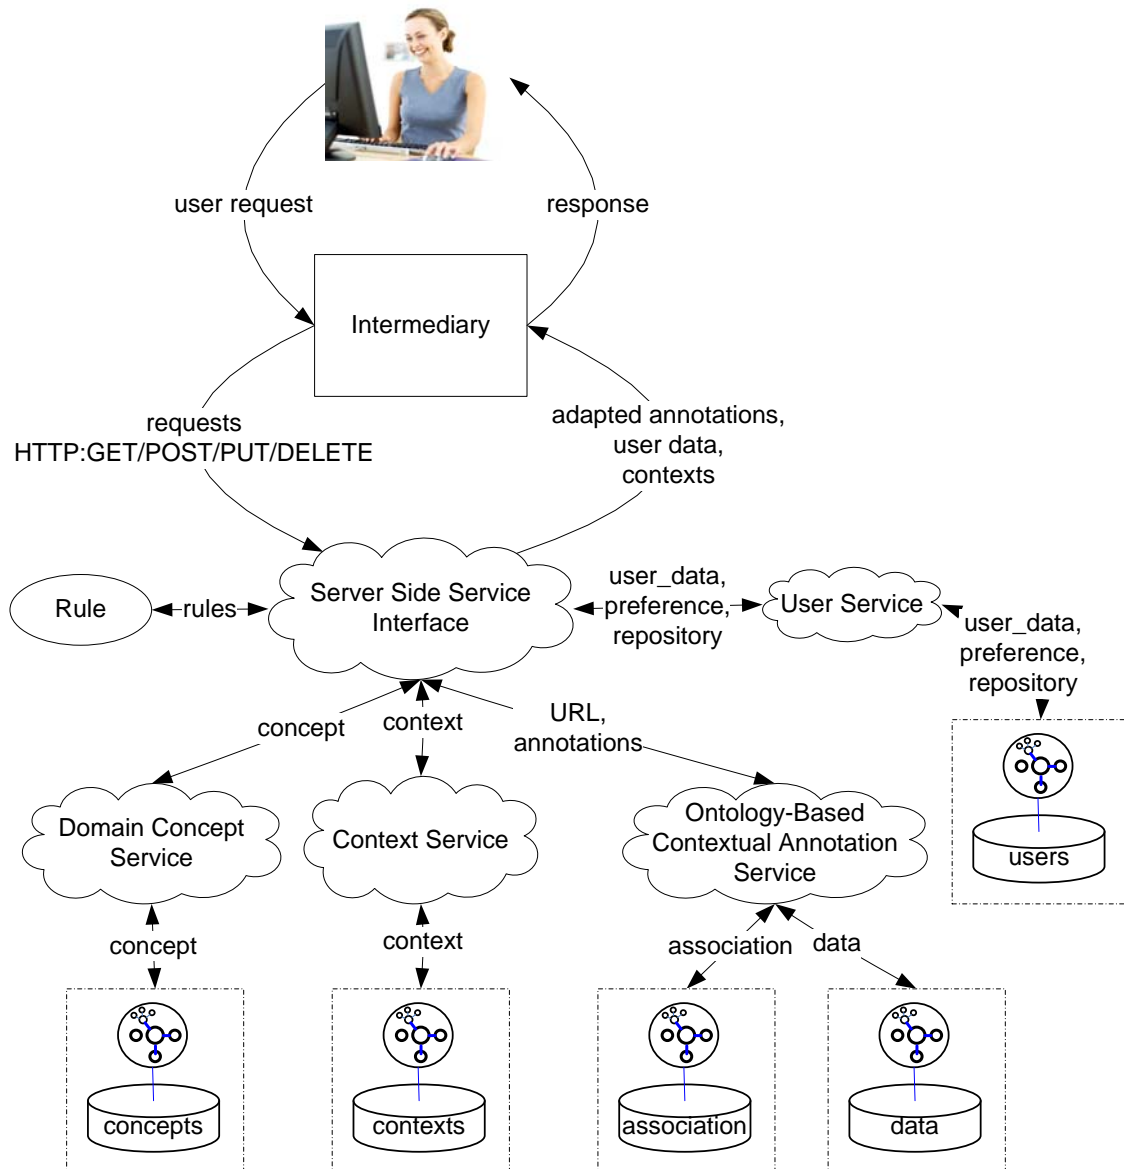 user request
response
Intermediary
requests
HTTP:GET/POST/PUT/DELETE
adapted annotations,
user data,
contexts
Rule
rules
Server Side Service
Interface
user_data,
preference,
repository
User Service
user_data,
preference,
repository
concept
context
URL,
annotations
Domain Concept
Service
Context Service
Ontology-Based
Contextual Annotation
Service
users
concept
context
association
data
concepts
contexts
association
data